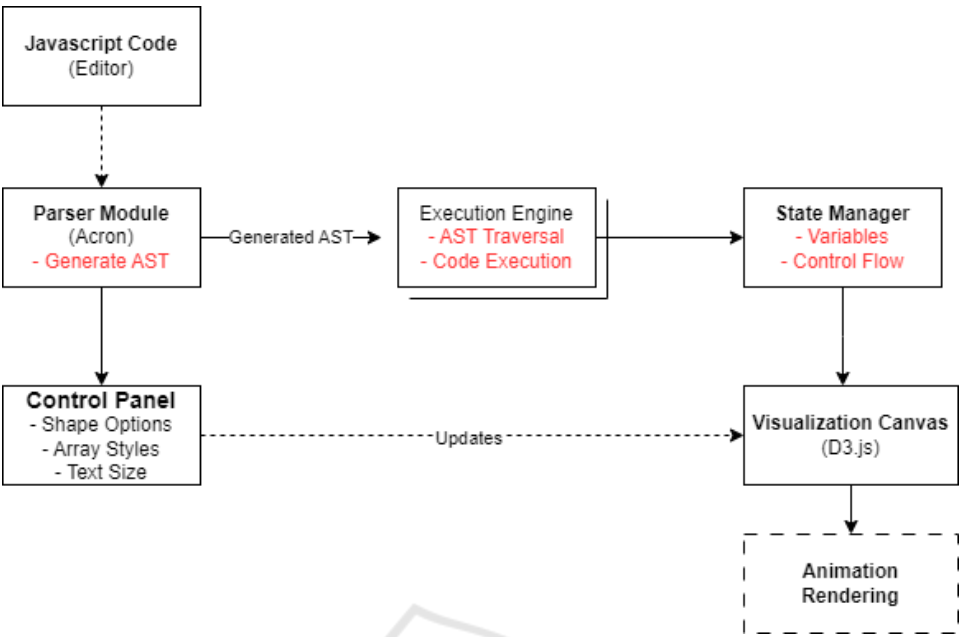 Javascript Code
(Editor)
Parser Module
(Acron)
- Generate AST
Generated AST
Execution Engine
- AST Traversal
- Code Execution
State Manager
- Variables
- Control Flow
Control Panel
- Shape Options
- Array Styles
- Text Size
Updates
Visualization Canvas
(D3.js)
Animation
Rendering